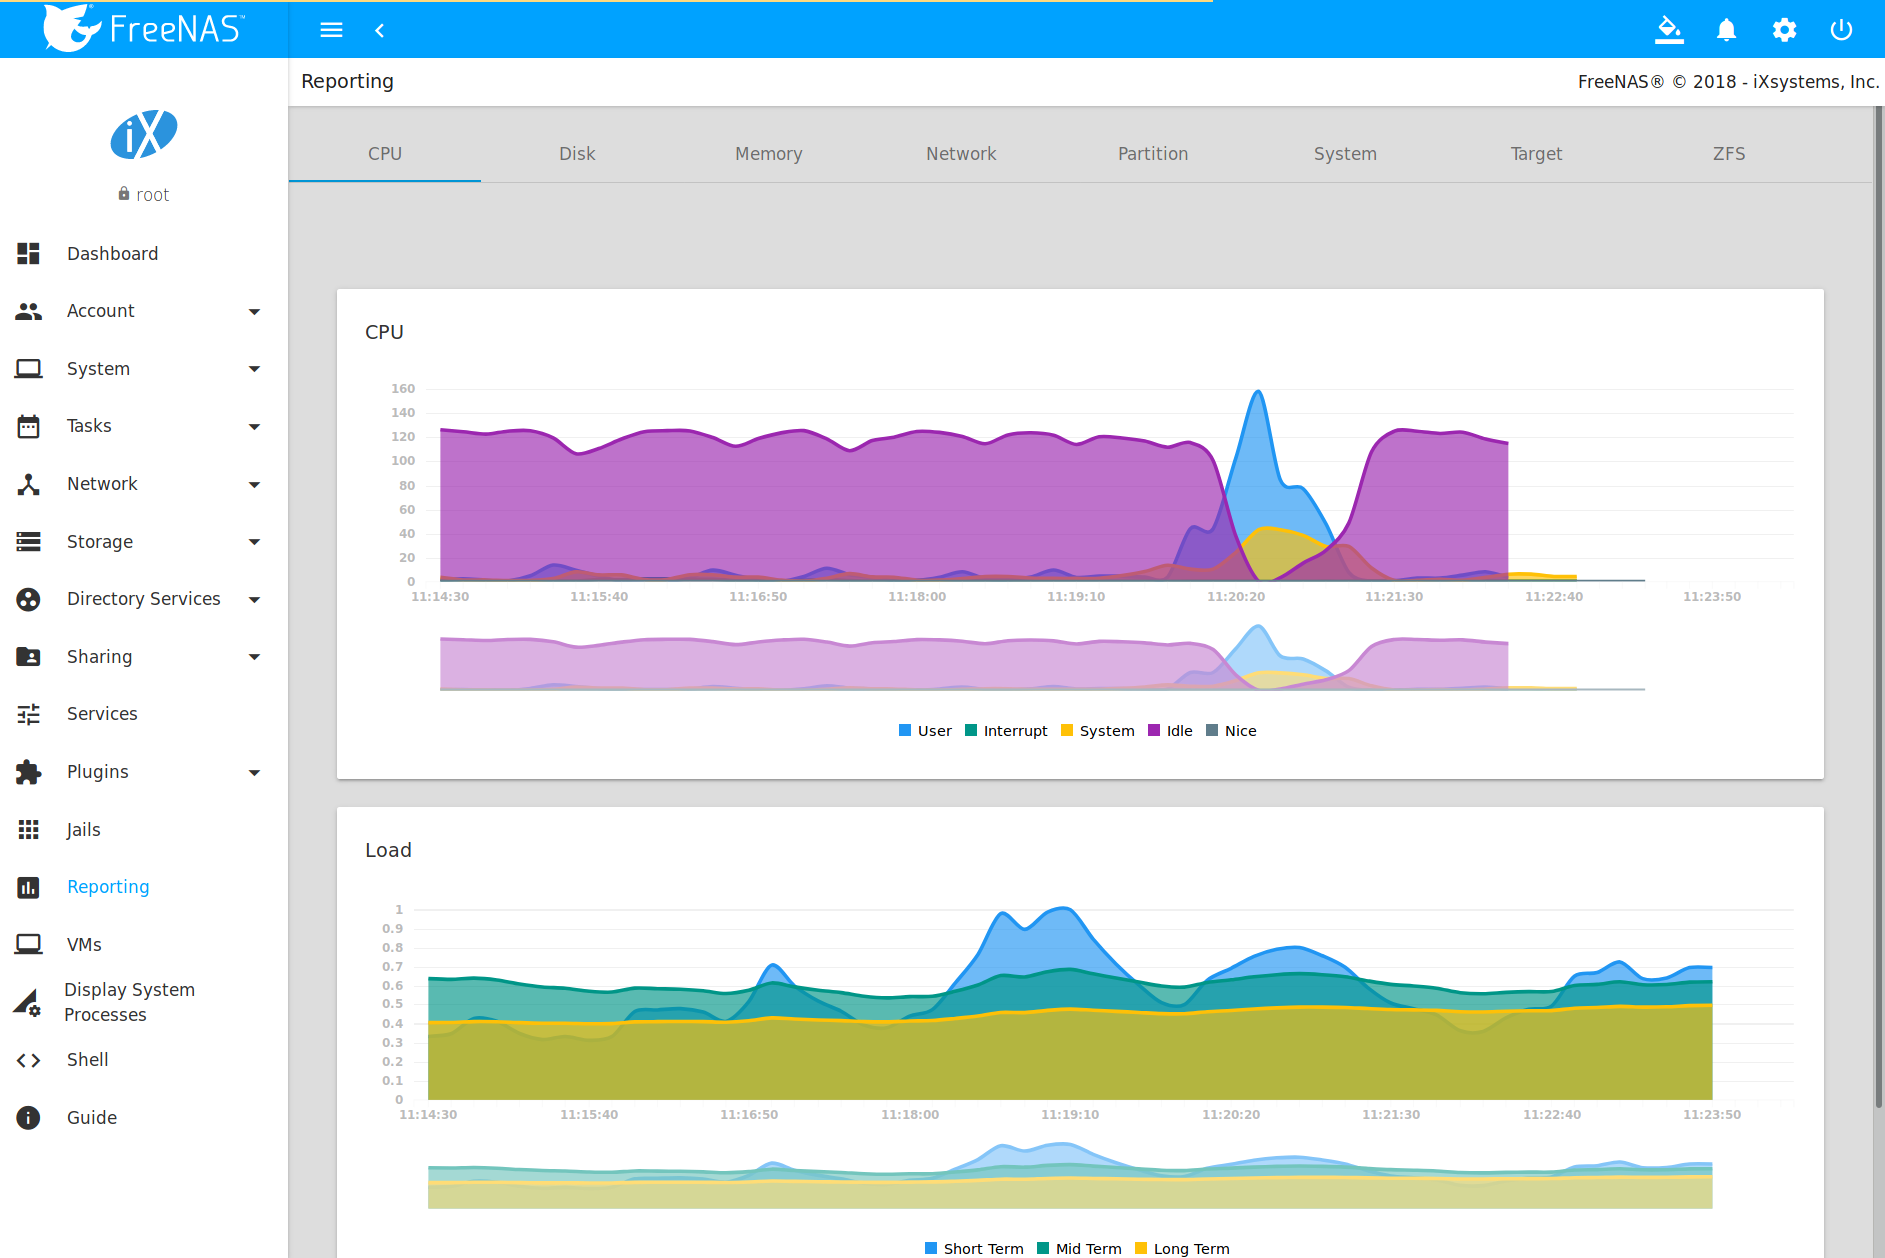 FreeNAS™
Reporting
FreeNAS® © 2018 - iXsystems, Inc.
iX
root
Dashboard
Account
System
Tasks
Network
Storage
Directory Services
Sharing
Services
Plugins
Jails
Reporting
VMs
Display System
Processes
Shell
Guide
CPU Disk Memory Network Partition System Target ZFS
CPU
160
140
120
100
80
60
40
20
0
11:14:30 11:15:40 11:16:50 11:18:00 11:19:10 11:20:20 11:21:30 11:22:40 11:23:50
User Interrupt System Idle Nice
Load
1
0.9
0.8
0.7
0.6
0.5
0.4
0.3
0.2
0.1
0
11:14:30 11:15:40 11:16:50 11:18:00 11:19:10 11:20:20 11:21:30 11:22:40 11:23:50
Short Term Mid Term Long Term